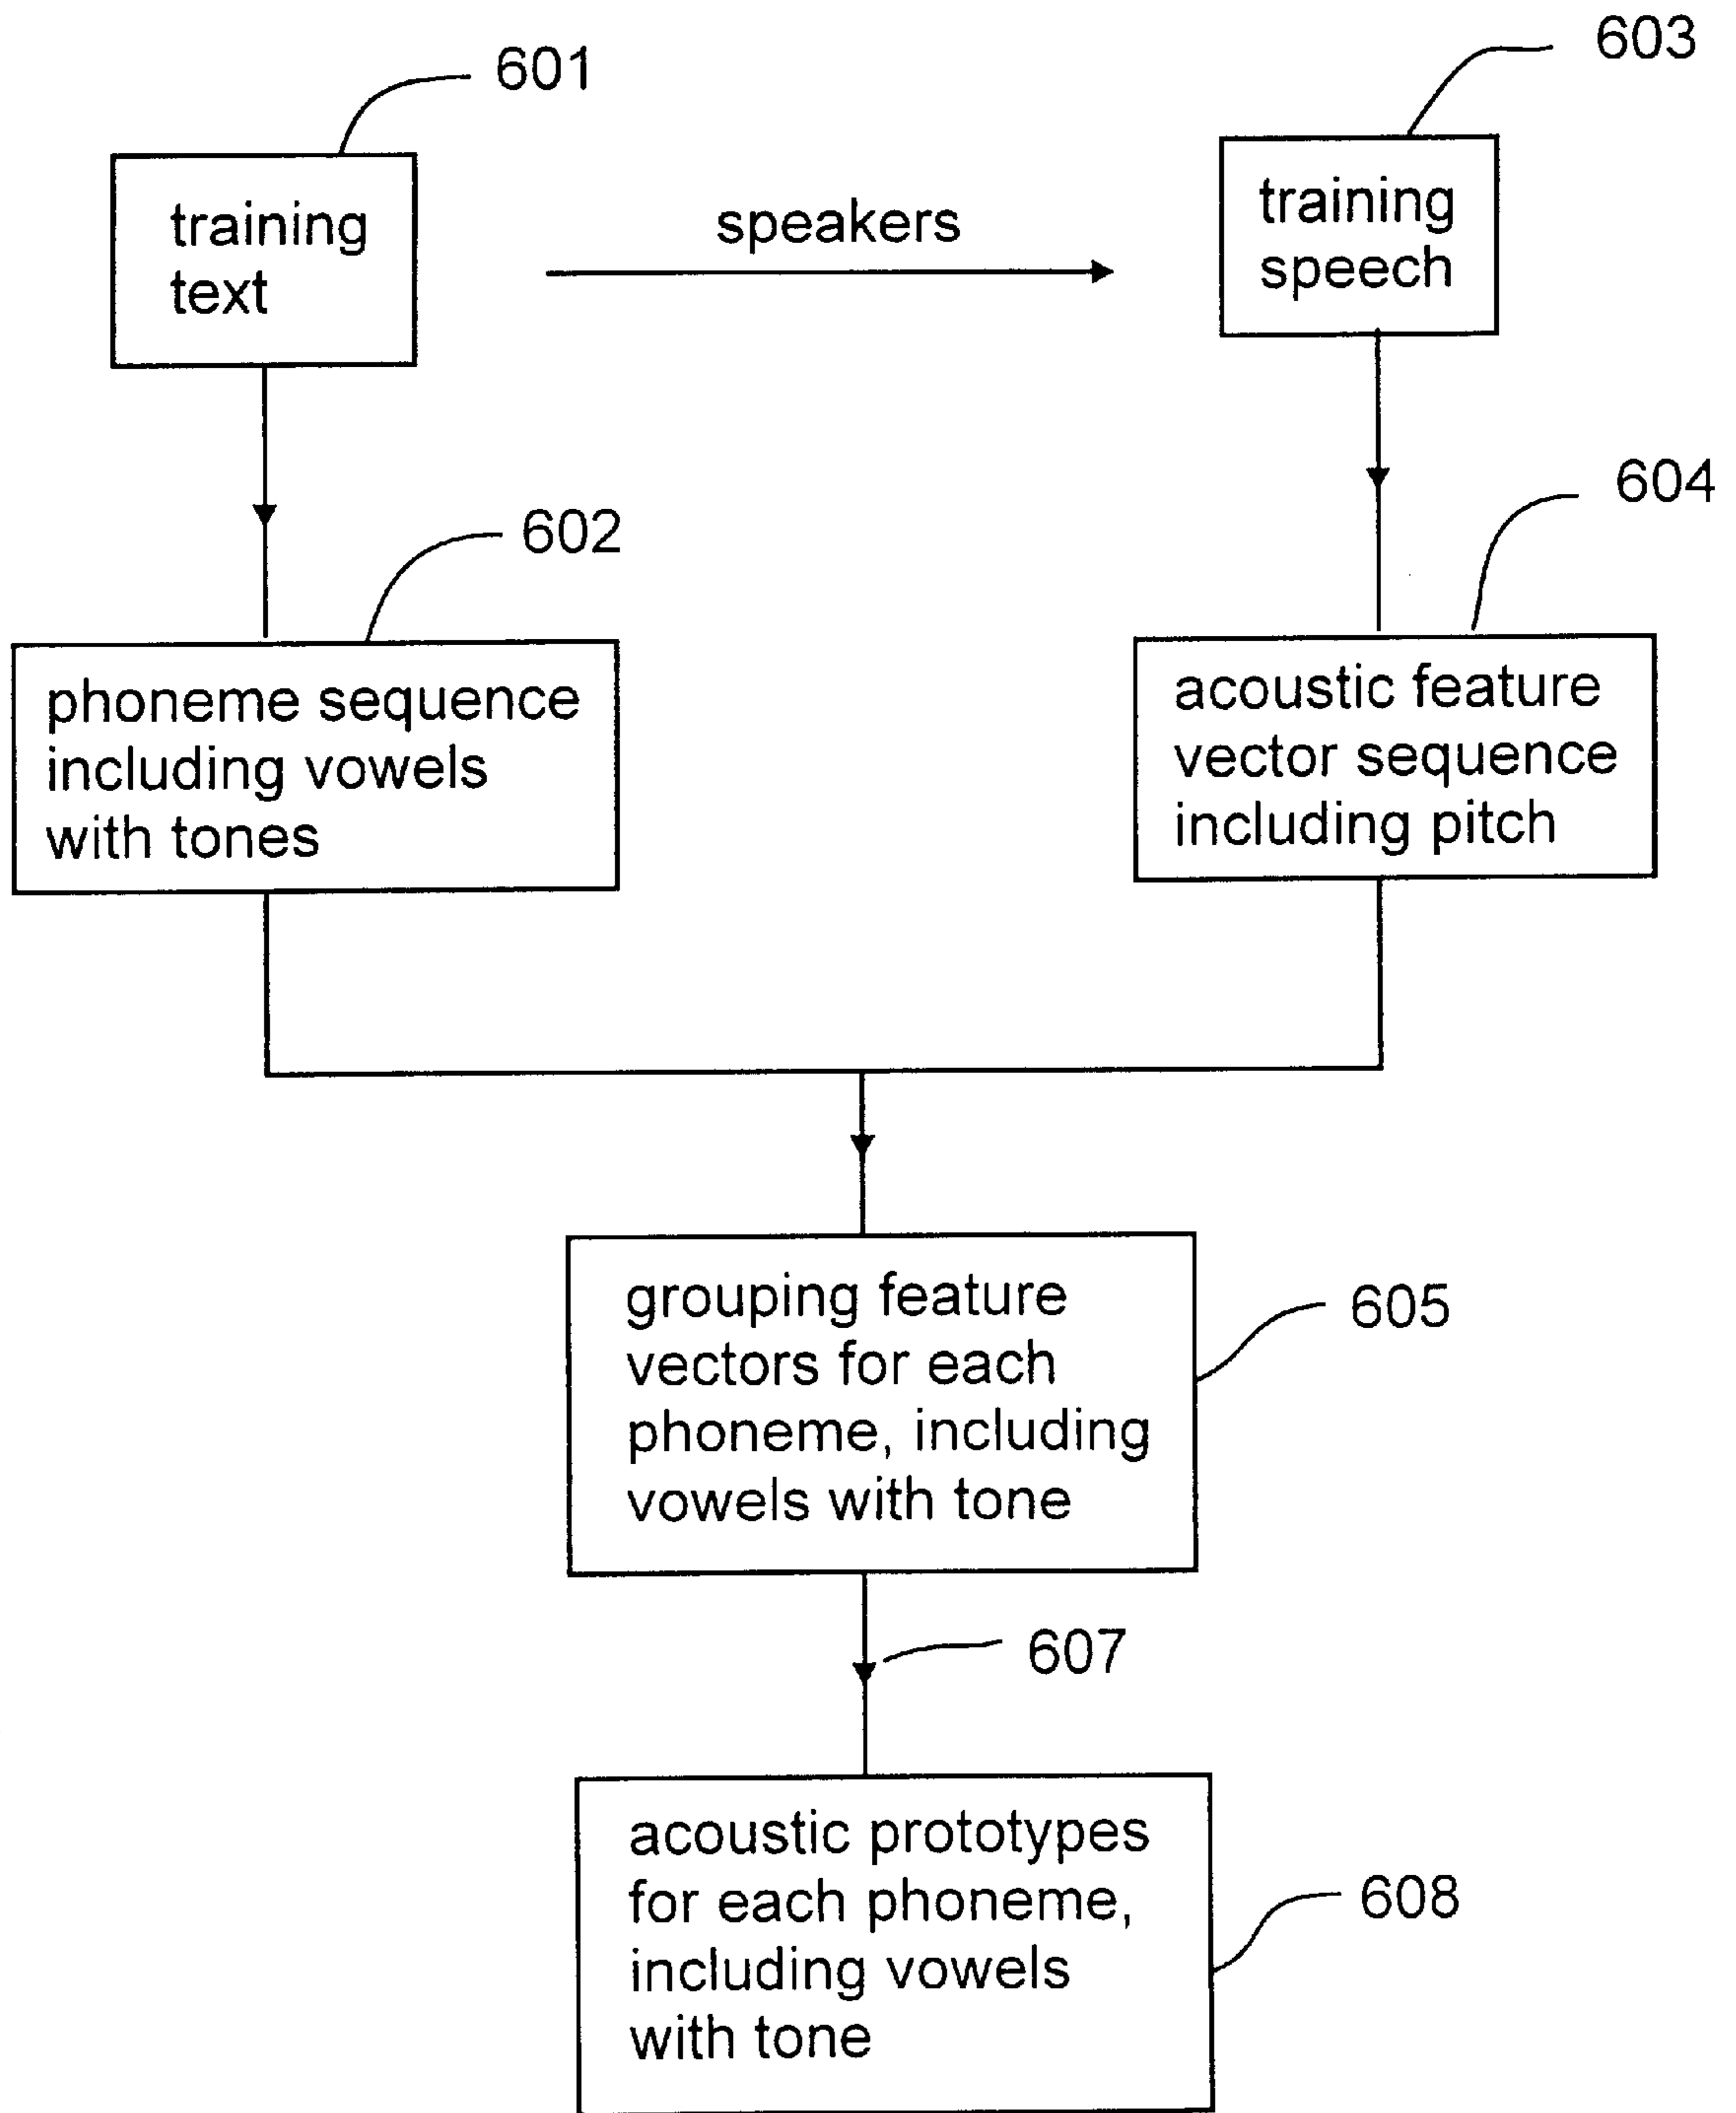 601
603
training
text
speakers
training
speech
602
604
phoneme sequence
including vowels
with tones
acoustic feature
vector sequence
including pitch
grouping feature
vectors for each
phoneme, including
vowels with tone
605
607
acoustic prototypes
for each phoneme,
including vowels
with tone
608